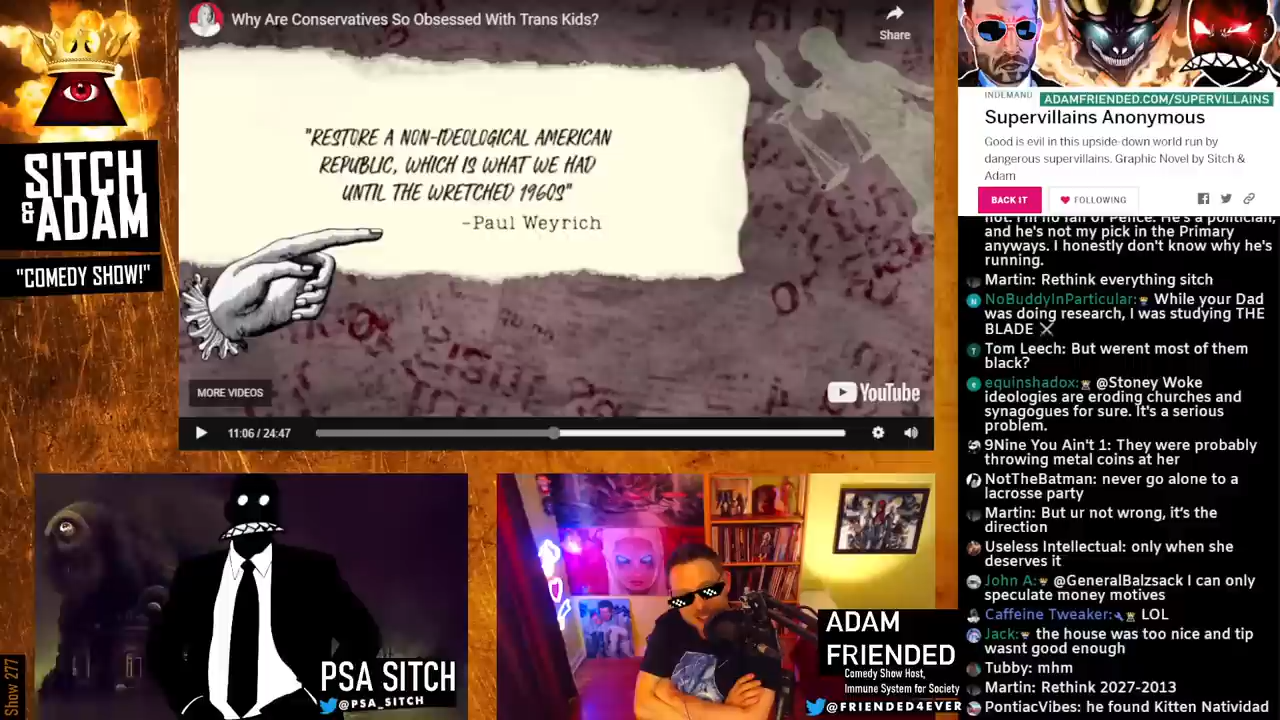 Why Are Conservatives So Obsessed With Trans Kids?
Share
"RESTORE A NON-IDEOLOGICAL AMERICAN
REPUBLIC, WHICH IS WHAT WE HAD
UNTIL THE WRETCHED 1960S"
-Paul Weyrich
MORE VIDEOS
YouTube
11:06 / 24:47
SITCH
& ADAM
"COMEDY SHOW!"
Show 277
PSA SITCH
@PSA_SITCH
ADAM
FRIENDED
Comedy Show Host,
Immune System for Society
@FRIENDED4EVER
INDEMAND
ADAMFRIENDED.COM/SUPERVILLAINS
Supervillains Anonymous
Good is evil in this upside-down world run by
dangerous supervillains. Graphic Novel by Sitch &
Adam
BACK IT
FOLLOWING
not. I'm no fan of Pence. He's a politician,
and he's not my pick in the Primary
anyways. I honestly don't know why he's
running.
Martin: Rethink everything sitch
NoBuddyInParticular: While your Dad
was doing research, I was studying THE
BLADE ⚔
Tom Leech: But werent most of them
black?
equinshadox: @Stoney Woke
ideologies are eroding churches and
synagogues for sure. It's a serious
problem.
9Nine You Ain't 1: They were probably
throwing metal coins at her
NotTheBatman: never go alone to a
lacrosse party
Martin: But ur not wrong, it's the
direction
Useless Intellectual: only when she
deserves it
John A: @GeneralBalzsack I can only
speculate money motives
Caffeine Tweaker: LOL
Jack: the house was too nice and tip
wasnt good enough
Tubby: mhm
Martin: Rethink 2027-2013
PontiacVibes: he found Kitten Natividad